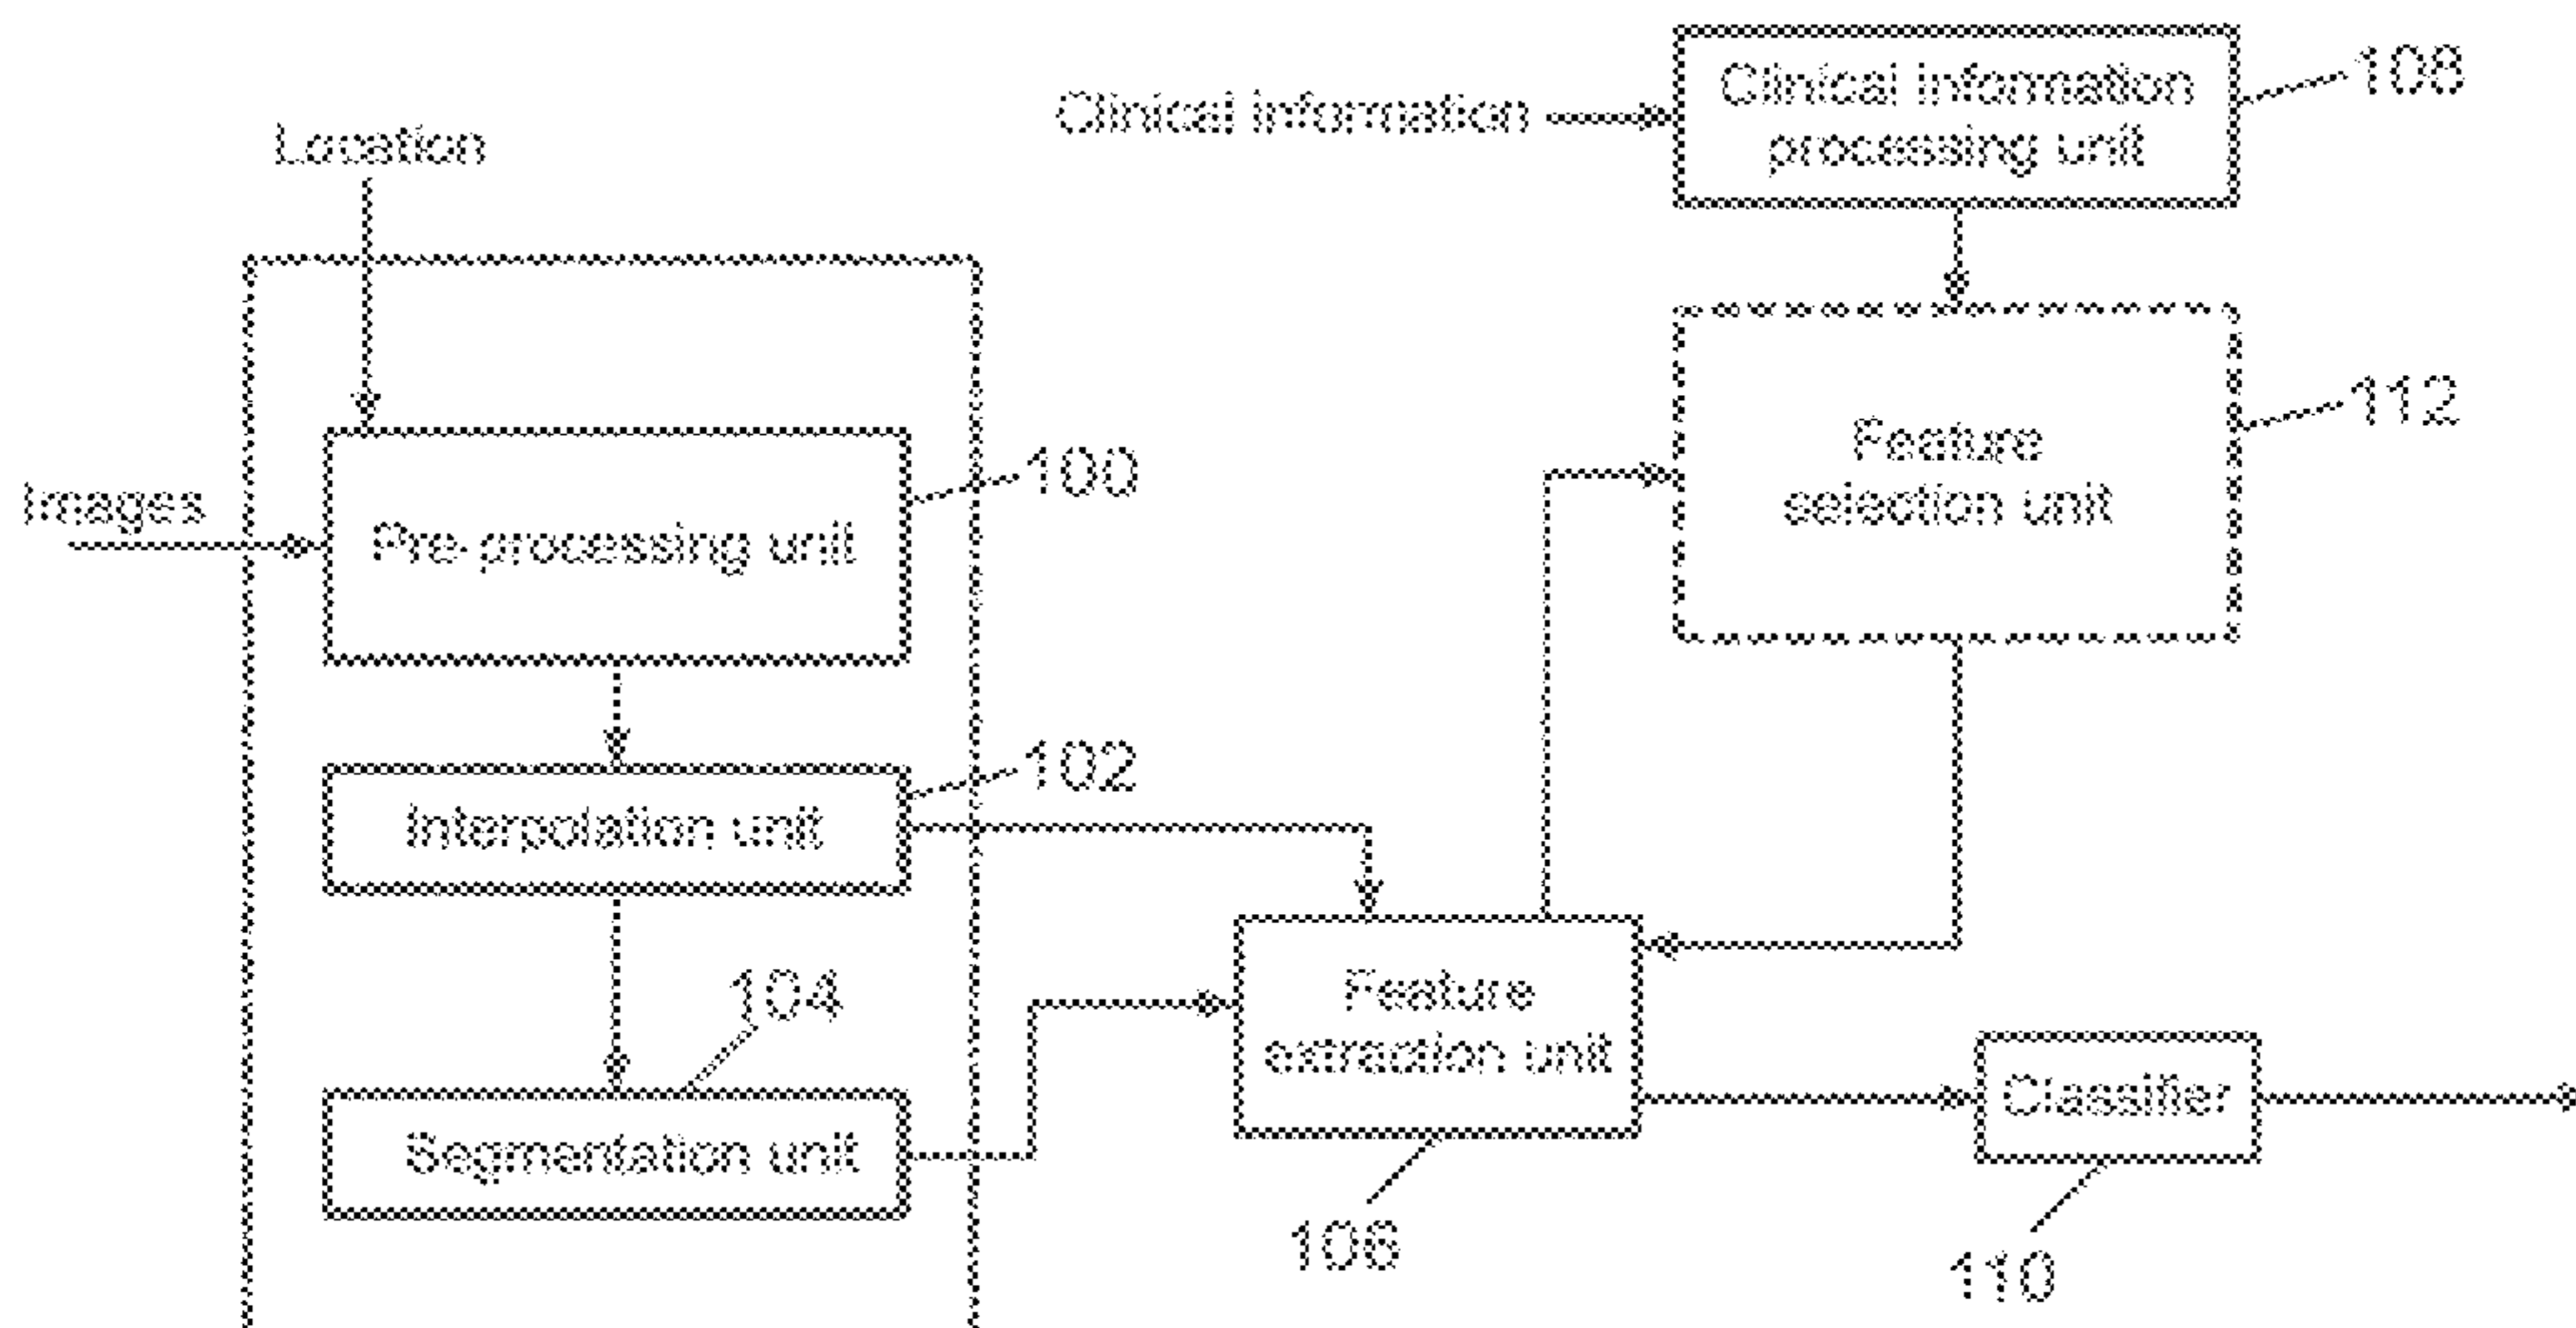 Clinical information
Clinical information
processing unit
108
Location
Images
Pre-processing unit
100
Feature
selection unit
112
Interpolation unit
102
104
Segmentation unit
Feature
extraction unit
106
Classifier
110